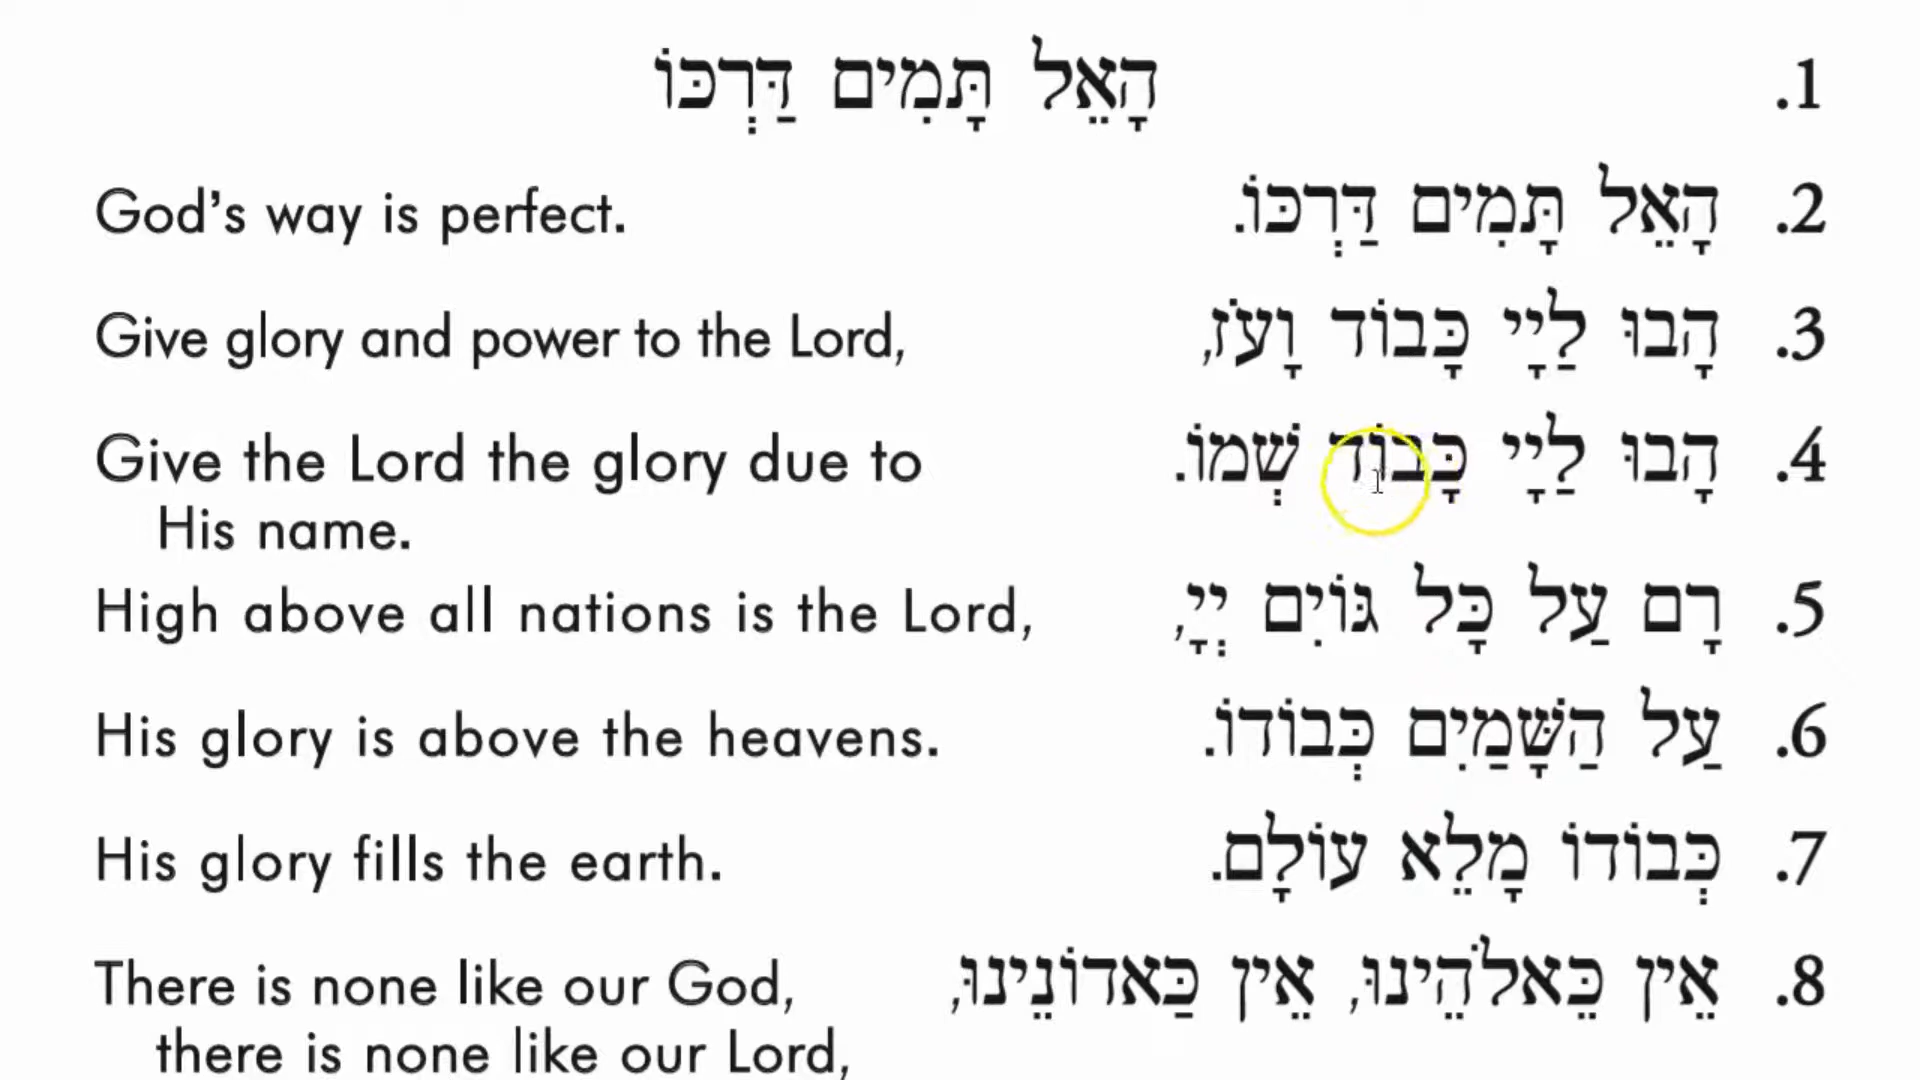 .1 הָאֵל תָּמִים דַּרְכּוֹ
.2 הָאֵל תָּמִים דַּרְכּוֹ.
God's way is perfect.
.3 הָבוּ לַיְיָ כָּבוֹד וָעֹז,
Give glory and power to the Lord,
.4 הָבוּ לַיְיָ כָּבוֹד שְׁמוֹ.
Give the Lord the glory due to
His name.
.5 רָם עַל כָּל גּוֹיִם יְיָ,
High above all nations is the Lord,
.6 עַל הַשָּׁמַיִם כְּבוֹדוֹ.
His glory is above the heavens.
.7 כְּבוֹדוֹ מָלֵא עוֹלָם.
His glory fills the earth.
.8 אֵין כֵּאלֹהֵינוּ, אֵין כַּאדוֹנֵינוּ,
There is none like our God,
there is none like our Lord,